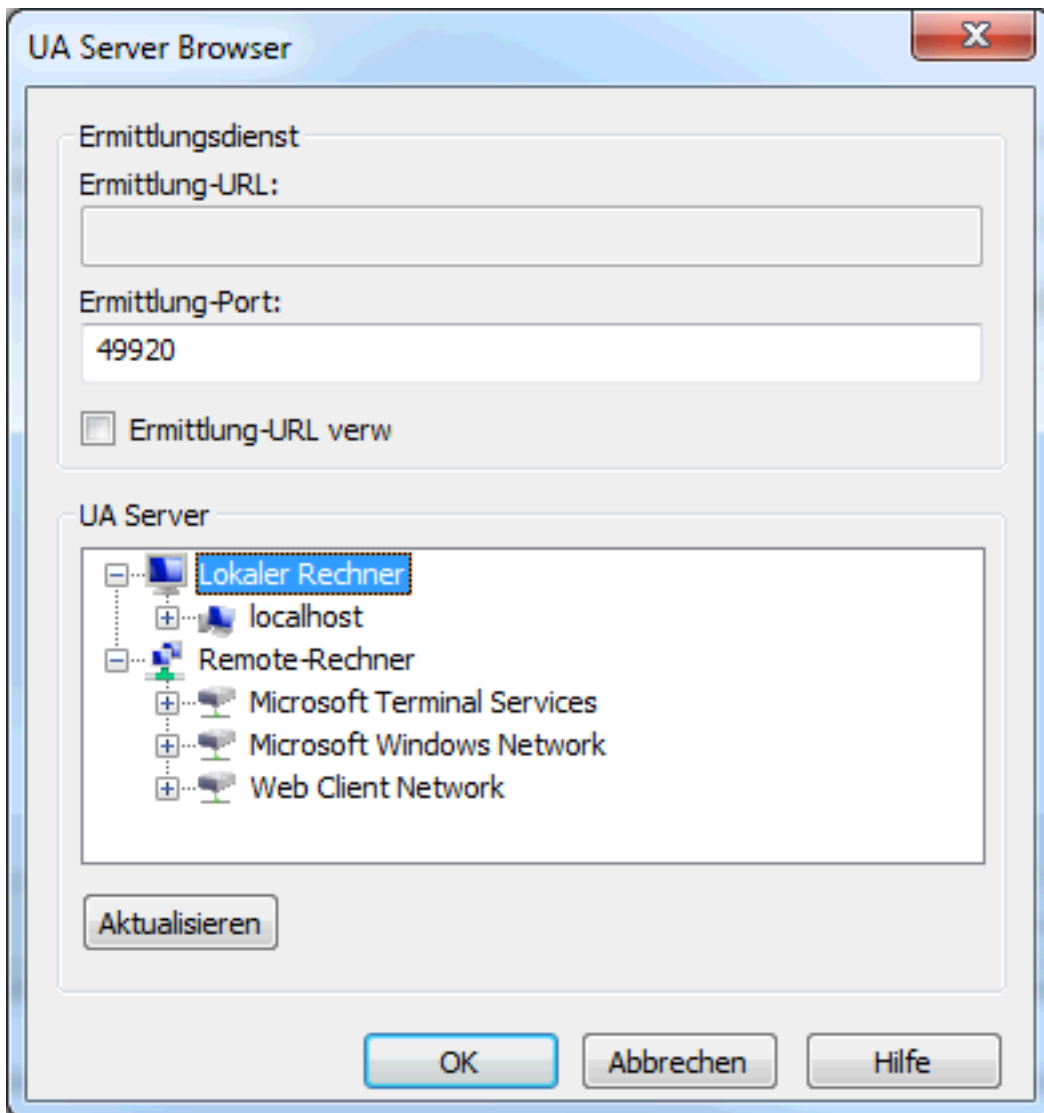 UA Server Browser
Ermittlungsdienst
Ermittlung-URL:
Ermittlung-Port:
49920
Ermittlung-URL verw
UA Server
Lokaler Rechner
localhost
Remote-Rechner
Microsoft Terminal Services
Microsoft Windows Network
Web Client Network
Aktualisieren
OK Abbrechen Hilfe